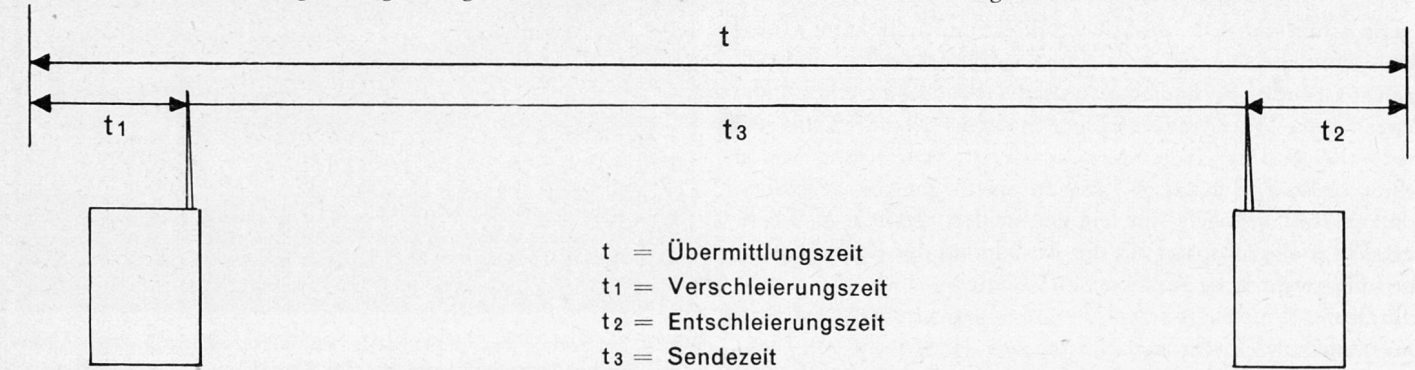 t
t1
t3
t2
t = Übermittlungszeit
t1 = Verschleierungszeit
t2 = Entschleierungszeit
t3 = Sendezeit